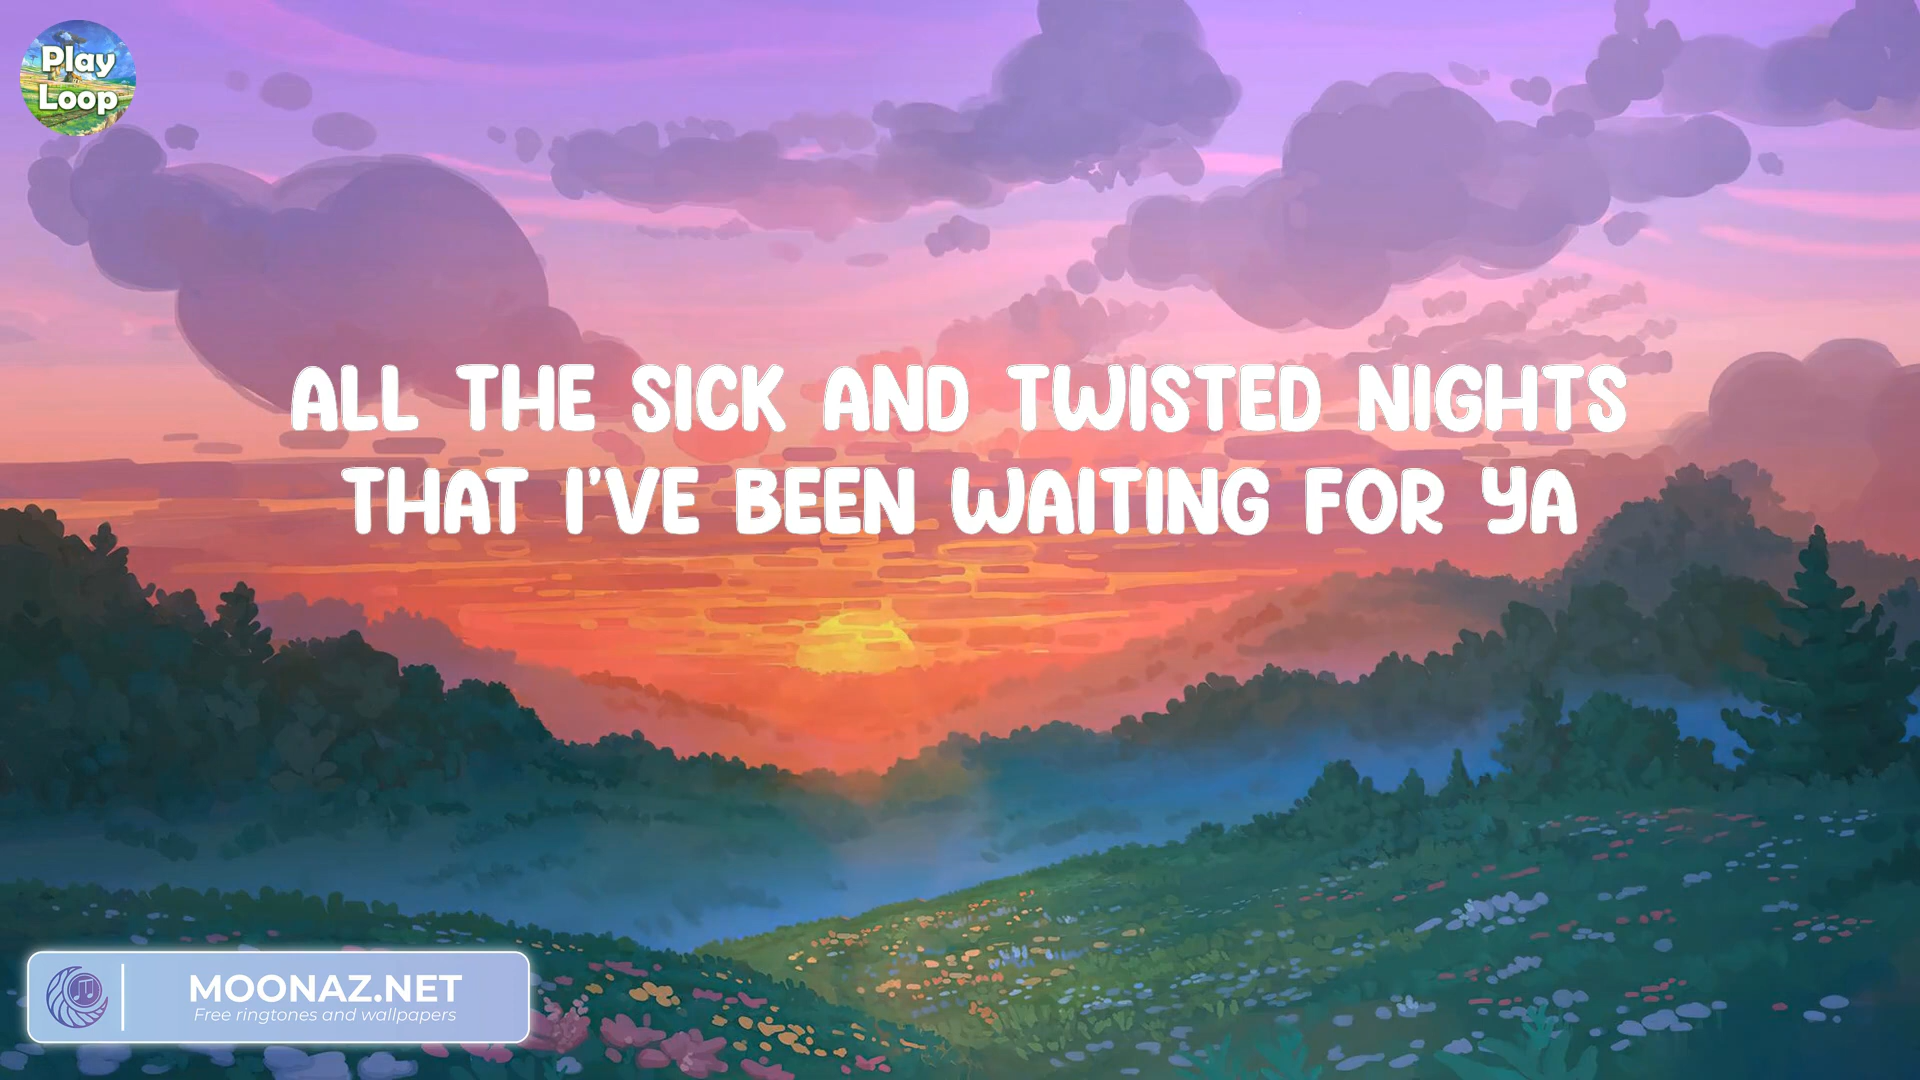 Play
Loop
ALL THE SICK AND TWISTED NIGHTS
THAT I'VE BEEN WAITING FOR YA
MOONAZ.NET
Free ringtones and wallpapers